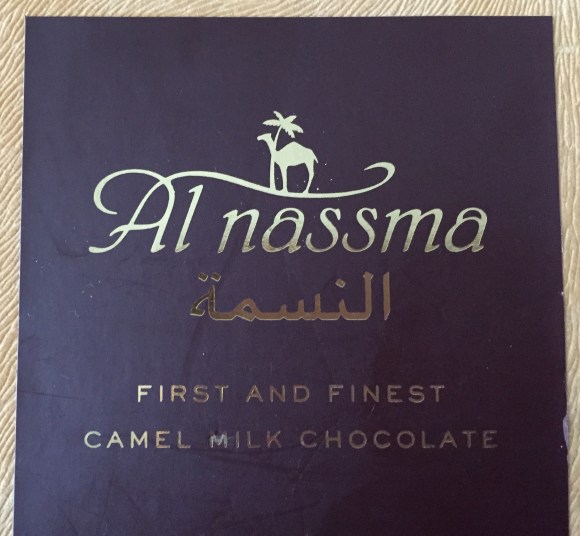 Al nassma
النسمة
FIRST AND FINEST
CAMEL MILK CHOCOLATE